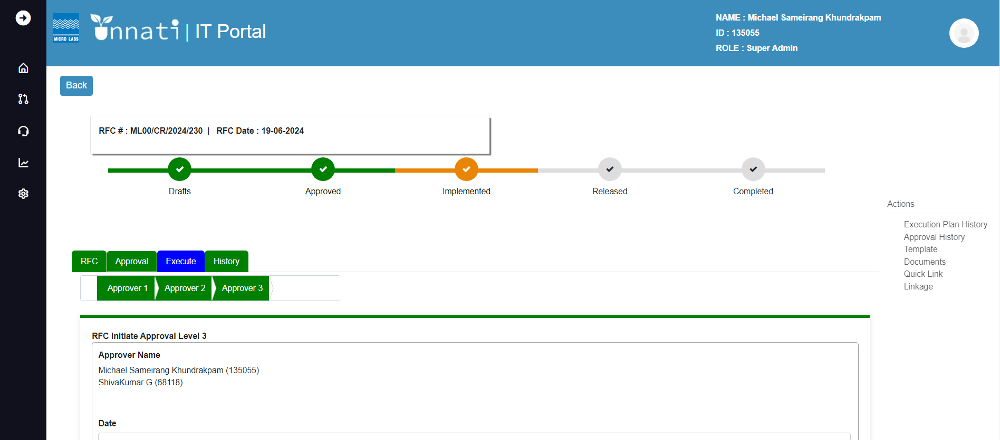 MICRO LABS
unnati | IT Portal
NAME : Michael Sameirang Khundrakpam
ID : 135055
ROLE : Super Admin
Back
RFC # : ML00/CR/2024/230 | RFC Date : 19-06-2024
Drafts
Approved
Implemented
Released
Completed
Actions
Execution Plan History
Approval History
Template
Documents
Quick Link
Linkage
RFC
Approval
Execute
History
Approver 1
Approver 2
Approver 3
RFC Initiate Approval Level 3
Approver Name
Michael Sameirang Khundrakpam (135055)
ShivaKumar G (68118)
Date